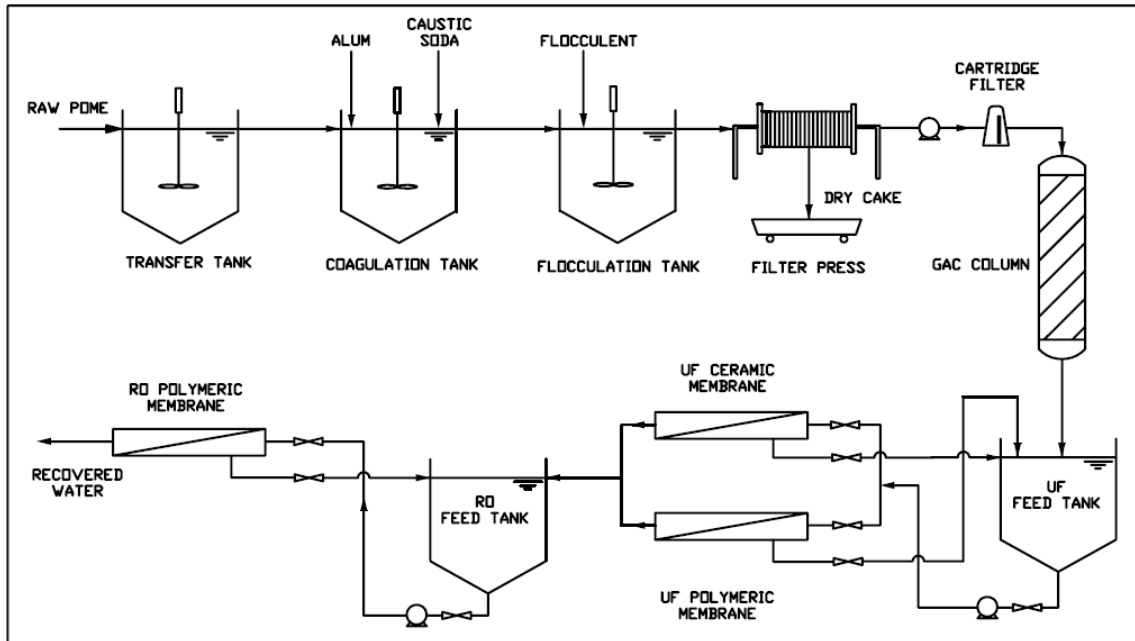 ALUM
CAUSTIC
SODA
FLOCCULENT
CARTRIDGE
FILTER
RAW POME
DRY CAKE
TRANSFER TANK
COAGULATION TANK
FLOCCULATION TANK
FILTER PRESS
GAC COLUMN
RO POLYMERIC
MEMBRANE
UF CERAMIC
MEMBRANE
RECOVERED
WATER
RO
FEED TANK
UF
FEED TANK
UF POLYMERIC
MEMBRANE